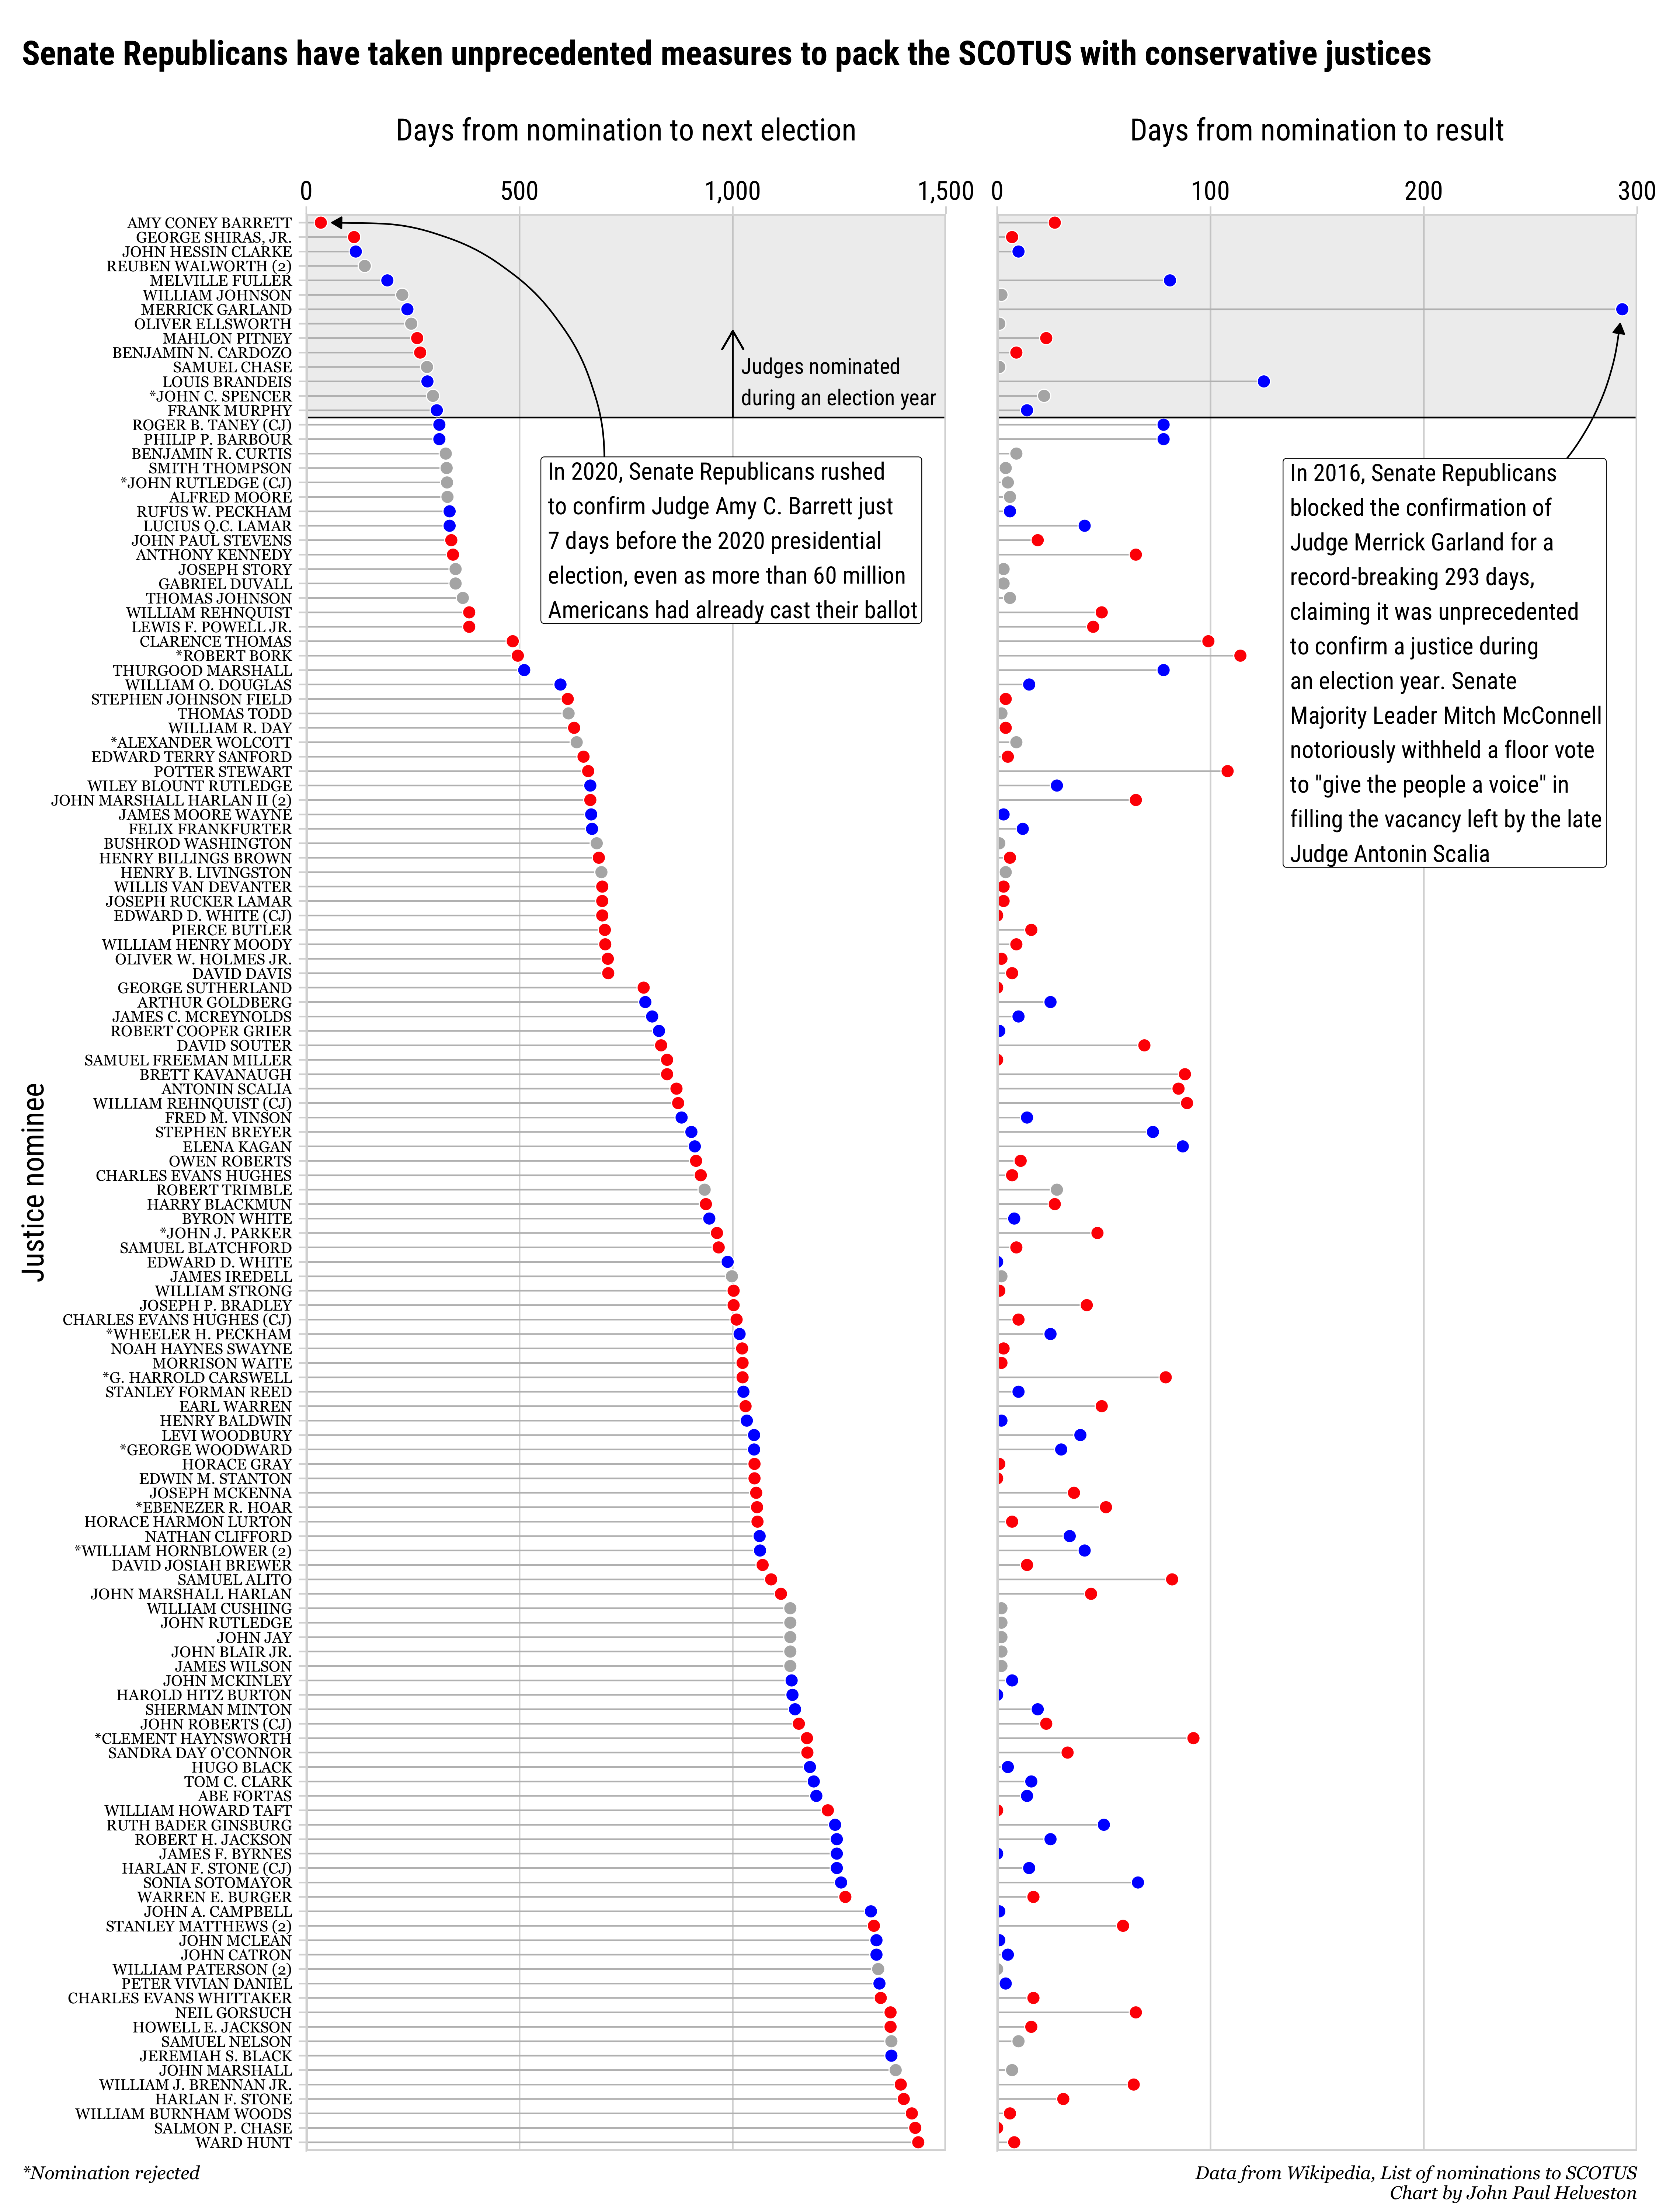 Senate Republicans have taken unprecedented measures to pack the SCOTUS with conservative justices
Days from nomination to next election
Days from nomination to result
0 500 1,000 1,500
0 100 200 300
Justice nominee
AMY CONEY BARRETT
GEORGE SHIRAS, JR.
JOHN HESSIN CLARKE
REUBEN WALWORTH (2)
MELVILLE FULLER
WILLIAM JOHNSON
MERRICK GARLAND
OLIVER ELLSWORTH
MAHLON PITNEY
BENJAMIN N. CARDOZO
SAMUEL CHASE
LOUIS BRANDEIS
*JOHN C. SPENCER
FRANK MURPHY
ROGER B. TANEY (CJ)
PHILIP P. BARBOUR
BENJAMIN R. CURTIS
SMITH THOMPSON
*JOHN RUTLEDGE (CJ)
ALFRED MOORE
RUFUS W. PECKHAM
LUCIUS Q.C. LAMAR
JOHN PAUL STEVENS
ANTHONY KENNEDY
JOSEPH STORY
GABRIEL DUVALL
THOMAS JOHNSON
WILLIAM REHNQUIST
LEWIS F. POWELL JR.
CLARENCE THOMAS
*ROBERT BORK
THURGOOD MARSHALL
WILLIAM O. DOUGLAS
STEPHEN JOHNSON FIELD
THOMAS TODD
WILLIAM R. DAY
*ALEXANDER WOLCOTT
EDWARD TERRY SANFORD
POTTER STEWART
WILEY BLOUNT RUTLEDGE
JOHN MARSHALL HARLAN II (2)
JAMES MOORE WAYNE
FELIX FRANKFURTER
BUSHROD WASHINGTON
HENRY BILLINGS BROWN
HENRY B. LIVINGSTON
WILLIS VAN DEVANTER
JOSEPH RUCKER LAMAR
EDWARD D. WHITE (CJ)
PIERCE BUTLER
WILLIAM HENRY MOODY
OLIVER W. HOLMES JR.
DAVID DAVIS
GEORGE SUTHERLAND
ARTHUR GOLDBERG
JAMES C. MCREYNOLDS
ROBERT COOPER GRIER
DAVID SOUTER
SAMUEL FREEMAN MILLER
BRETT KAVANAUGH
ANTONIN SCALIA
WILLIAM REHNQUIST (CJ)
FRED M. VINSON
STEPHEN BREYER
ELENA KAGAN
OWEN ROBERTS
CHARLES EVANS HUGHES
ROBERT TRIMBLE
HARRY BLACKMUN
BYRON WHITE
*JOHN J. PARKER
SAMUEL BLATCHFORD
EDWARD D. WHITE
JAMES IREDELL
WILLIAM STRONG
JOSEPH P. BRADLEY
CHARLES EVANS HUGHES (CJ)
*WHEELER H. PECKHAM
NOAH HAYNES SWAYNE
MORRISON WAITE
*G. HARROLD CARSWELL
STANLEY FORMAN REED
EARL WARREN
HENRY BALDWIN
LEVI WOODBURY
*GEORGE WOODWARD
HORACE GRAY
EDWIN M. STANTON
JOSEPH MCKENNA
*EBENEZER R. HOAR
HORACE HARMON LURTON
NATHAN CLIFFORD
*WILLIAM HORNBLOWER (2)
DAVID JOSIAH BREWER
SAMUEL ALITO
JOHN MARSHALL HARLAN
WILLIAM CUSHING
JOHN RUTLEDGE
JOHN JAY
JOHN BLAIR JR.
JAMES WILSON
JOHN MCKINLEY
HAROLD HITZ BURTON
SHERMAN MINTON
JOHN ROBERTS (CJ)
*CLEMENT HAYNSWORTH
SANDRA DAY O'CONNOR
HUGO BLACK
TOM C. CLARK
ABE FORTAS
WILLIAM HOWARD TAFT
RUTH BADER GINSBURG
ROBERT H. JACKSON
JAMES F. BYRNES
HARLAN F. STONE (CJ)
SONIA SOTOMAYOR
WARREN E. BURGER
JOHN A. CAMPBELL
STANLEY MATTHEWS (2)
JOHN MCLEAN
JOHN CATRON
WILLIAM PATERSON (2)
PETER VIVIAN DANIEL
CHARLES EVANS WHITTAKER
NEIL GORSUCH
HOWELL E. JACKSON
SAMUEL NELSON
JEREMIAH S. BLACK
JOHN MARSHALL
WILLIAM J. BRENNAN JR.
HARLAN F. STONE
WILLIAM BURNHAM WOODS
SALMON P. CHASE
WARD HUNT
Judges nominated
during an election year
In 2020, Senate Republicans rushed
to confirm Judge Amy C. Barrett just
7 days before the 2020 presidential
election, even as more than 60 million
Americans had already cast their ballot
In 2016, Senate Republicans
blocked the confirmation of
Judge Merrick Garland for a
record-breaking 293 days,
claiming it was unprecedented
to confirm a justice during
an election year. Senate
Majority Leader Mitch McConnell
notoriously withheld a floor vote
to "give the people a voice" in
filling the vacancy left by the late
Judge Antonin Scalia
*Nomination rejected
Data from Wikipedia, List of nominations to SCOTUS
Chart by John Paul Helveston